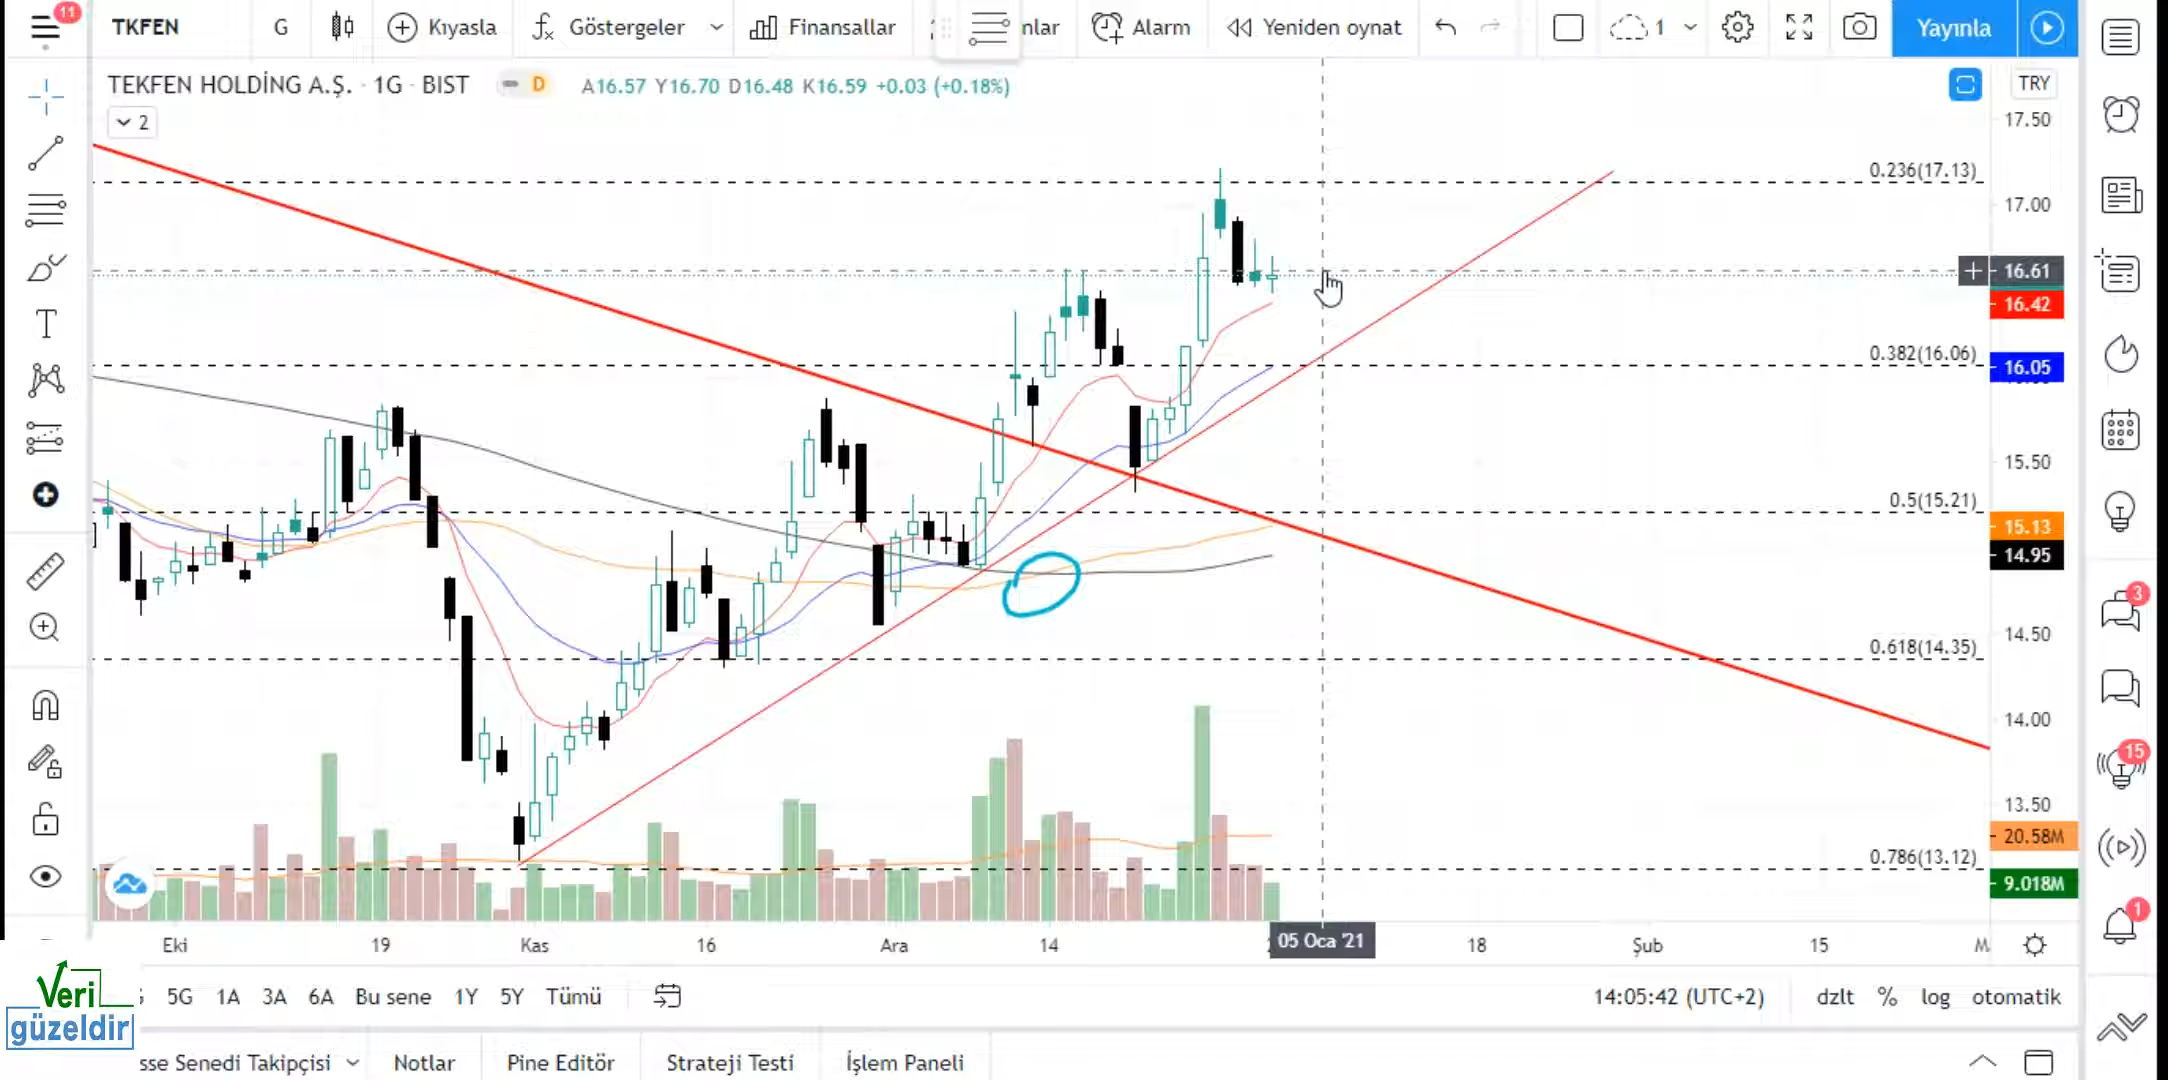 11
TKFEN G Kıyasla Göstergeler Finansallar nlar Alarm Yeniden oynat 1 Yayınla
TEKFEN HOLDİNG A.Ş. · 1G · BIST D A16.57 Y16.70 D16.48 K16.59 +0.03 (+0.18%) TRY
2
17.50
0.236(17.13)
17.00
16.61
16.42
0.382(16.06)
16.05
15.50
0.5(15.21)
15.13
14.95
3
14.50
0.618(14.35)
14.00
15
13.50
20.58M
0.786(13.12)
9.018M
1
Eki 19 Kas 16 Ara 14 05 Oca '21 18 Şub 15 M
Veri
güzeldir
5G 1A 3A 6A Bu sene 1Y 5Y Tümü 14:05:42 (UTC+2) dzlt % log otomatik
sse Senedi Takipçisi Notlar Pine Editör Strateji Testi İşlem Paneli